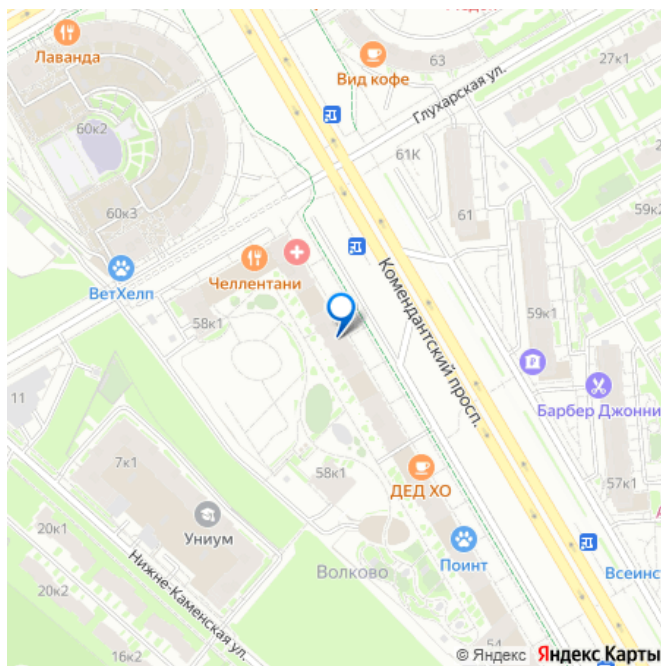 Лаванда
63
Вид кофе
27к1
Глухарская ул.
60к2
61К
60к3
61
59к2
ВетХелп
Челлентани
Комендантский просп.
58к1
59к1
11
Барбер Джонни
7к1
58к1
57к1
ДЕД ХО
Униум
20к1
Нижне-Каменская ул.
Волково
Поинт
Всеинст
20к2
16к2
54
© Яндекс Яндекс Карты